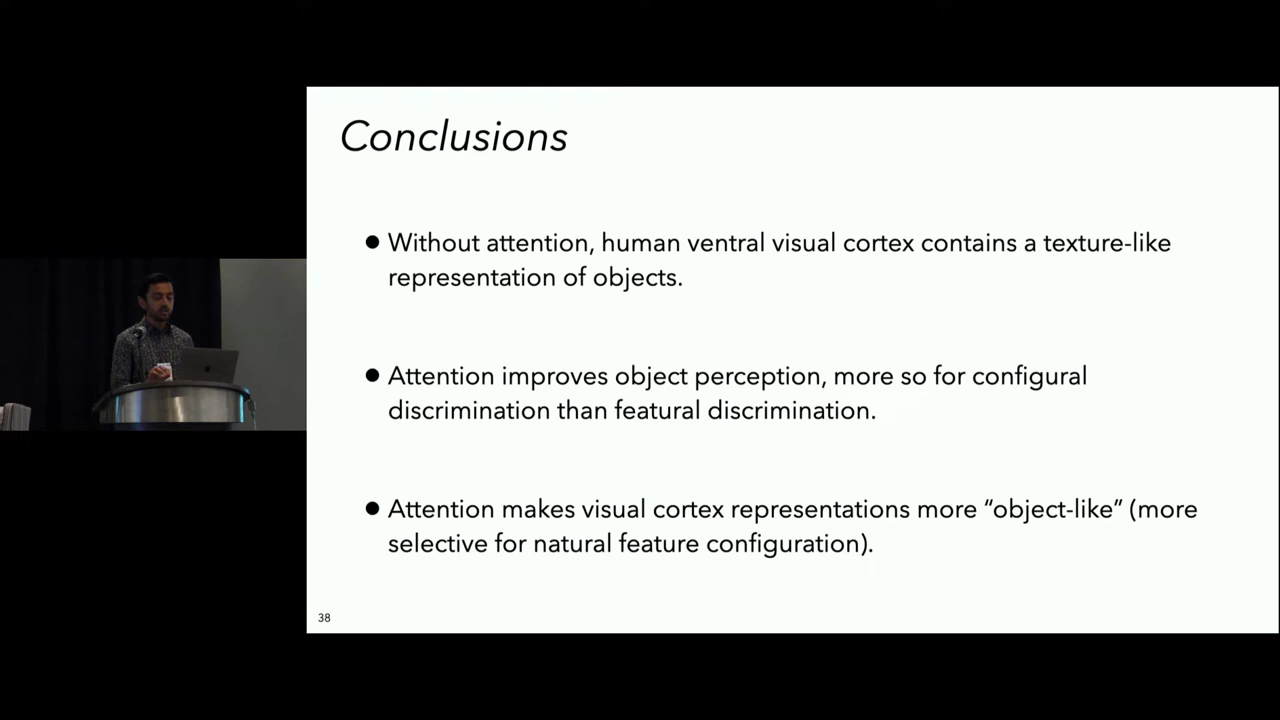 Conclusions
● Without attention, human ventral visual cortex contains a texture-like
representation of objects.
● Attention improves object perception, more so for configural
discrimination than featural discrimination.
● Attention makes visual cortex representations more “object-like” (more
selective for natural feature configuration).
38